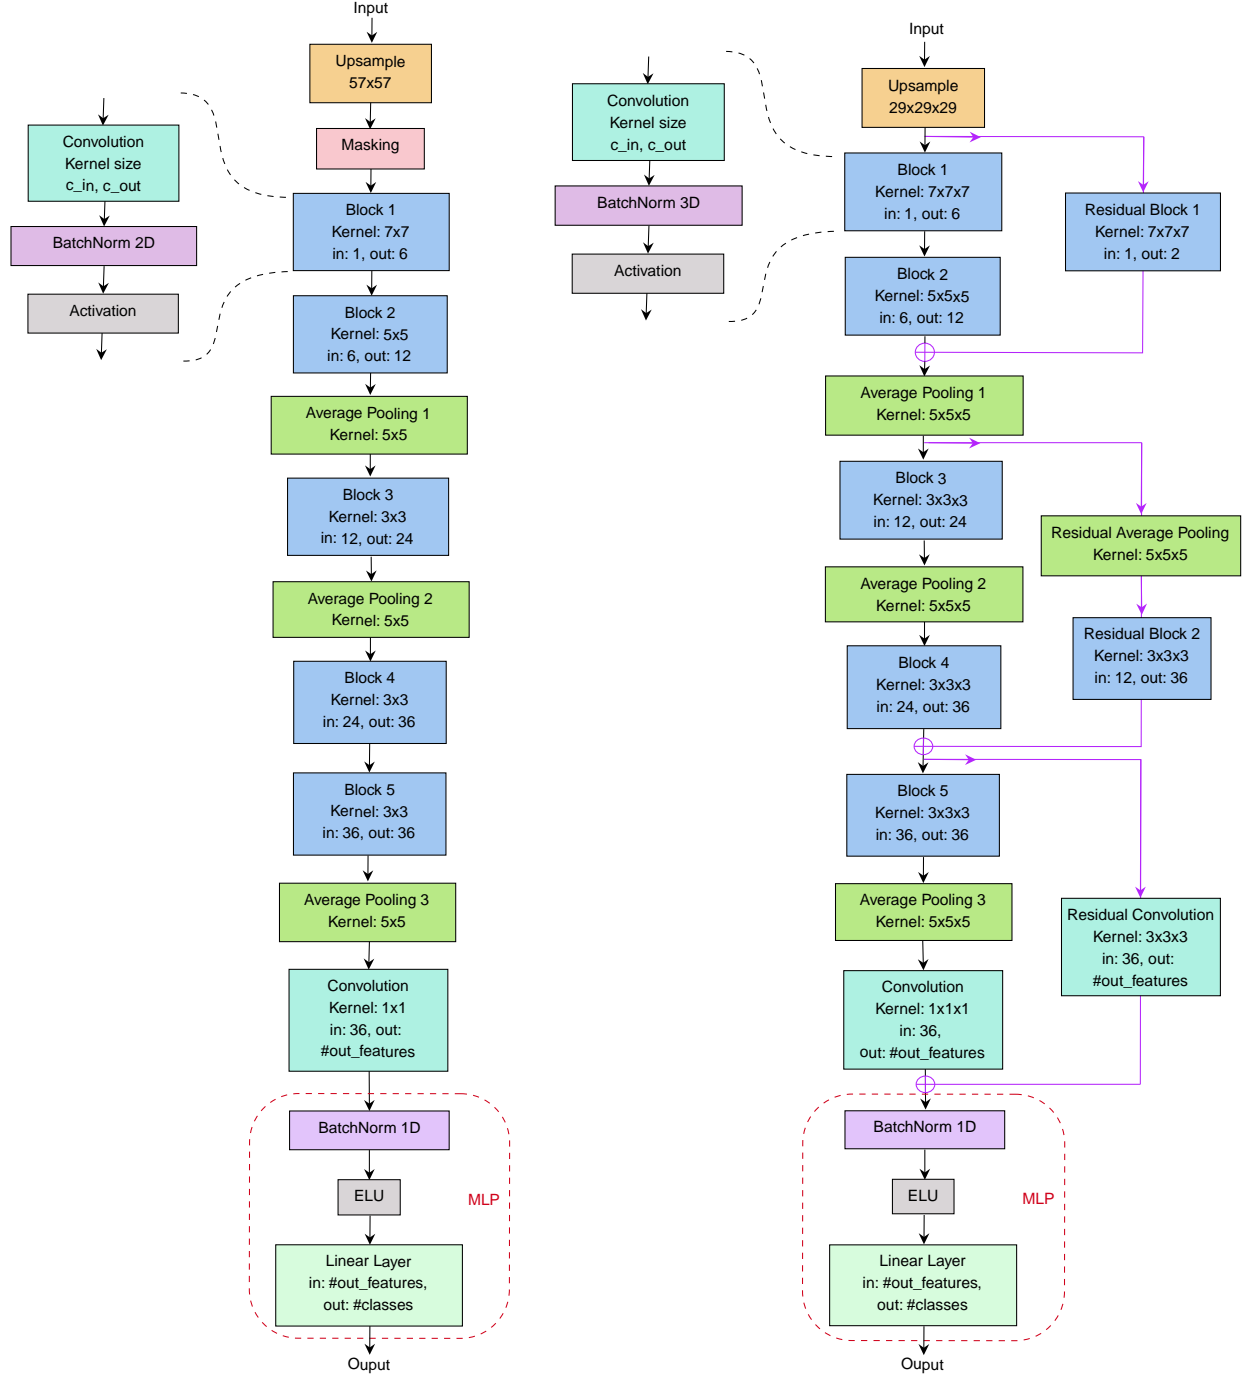 Input
Upsample
57x57
Masking
Convolution
Kernel size
c_in, c_out
BatchNorm 2D
Activation
Block 1
Kernel: 7x7
in: 1, out: 6
Block 2
Kernel: 5x5
in: 6, out: 12
Average Pooling 1
Kernel: 5x5
Block 3
Kernel: 3x3
in: 12, out: 24
Average Pooling 2
Kernel: 5x5
Block 4
Kernel: 3x3
in: 24, out: 36
Block 5
Kernel: 3x3
in: 36, out: 36
Average Pooling 3
Kernel: 5x5
Convolution
Kernel: 1x1
in: 36, out:
#out_features
BatchNorm 1D
ELU
MLP
Linear Layer
in: #out_features,
out: #classes
Ouput
Input
Upsample
29x29x29
Convolution
Kernel size
c_in, c_out
BatchNorm 3D
Activation
Block 1
Kernel: 7x7x7
in: 1, out: 6
Residual Block 1
Kernel: 7x7x7
in: 1, out: 2
Block 2
Kernel: 5x5x5
in: 6, out: 12
Average Pooling 1
Kernel: 5x5x5
Block 3
Kernel: 3x3x3
in: 12, out: 24
Residual Average Pooling
Kernel: 5x5x5
Average Pooling 2
Kernel: 5x5x5
Residual Block 2
Kernel: 3x3x3
in: 12, out: 36
Block 4
Kernel: 3x3x3
in: 24, out: 36
Block 5
Kernel: 3x3x3
in: 36, out: 36
Average Pooling 3
Kernel: 5x5x5
Residual Convolution
Kernel: 3x3x3
in: 36, out:
#out_features
Convolution
Kernel: 1x1x1
in: 36,
out: #out_features
BatchNorm 1D
ELU
MLP
Linear Layer
in: #out_features,
out: #classes
Ouput